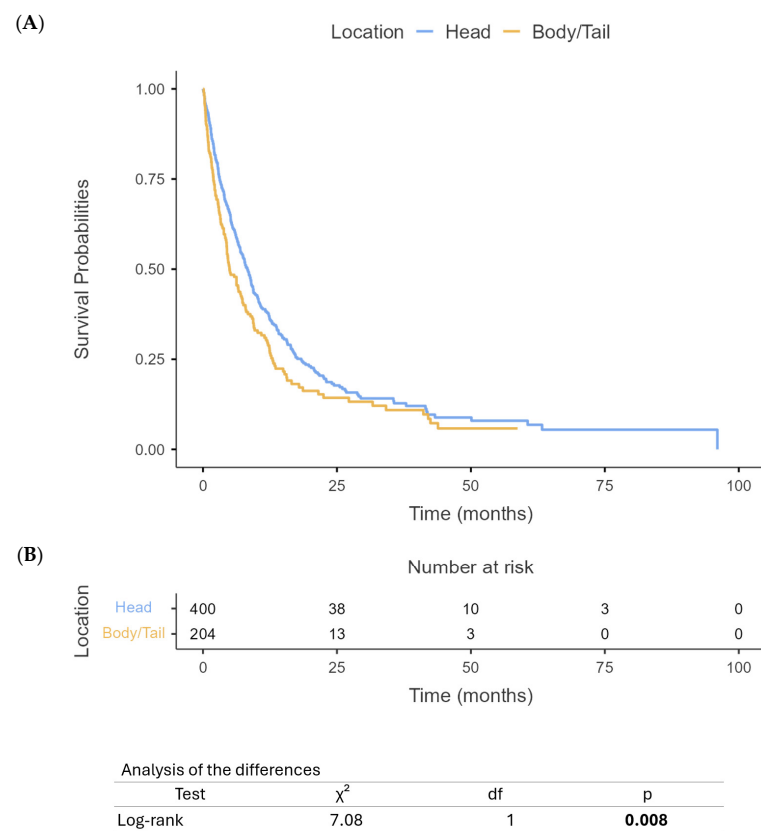 (A)
Location Head Body/Tail
Survival Probabilities
1.00
0.75
0.50
0.25
0.00
0 25 50 75 100
Time (months)
(B)
Number at risk
Location
Head 400 38 10 3 0
Body/Tail 204 13 3 0 0
0 25 50 75 100
Time (months)
Analysis of the differences
Test χ² df p
Log-rank 7.08 1 0.008